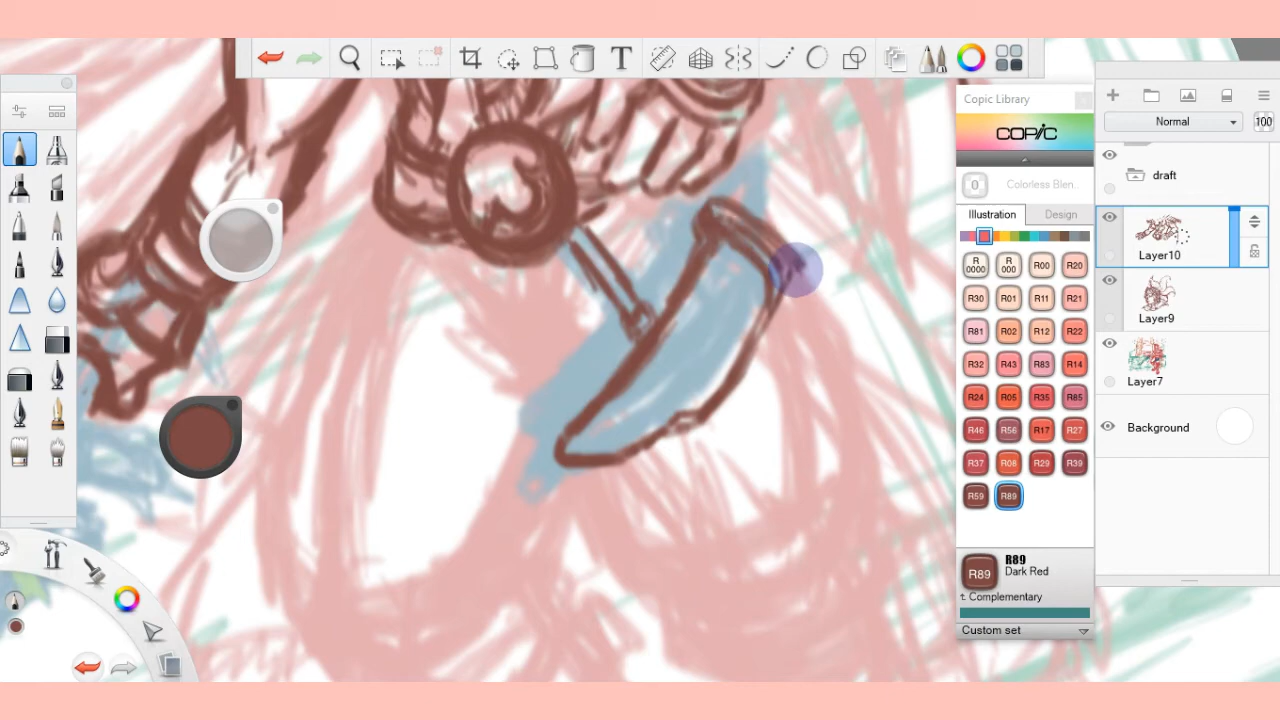 T
Copic Library
COPIC
0 Colorless Blen..
Illustration Design
R 0000 R 000 R00 R20
R30 R01 R11 R21
R81 R02 R12 R22
R32 R43 R83 R14
R24 R05 R35 R85
R46 R56 R17 R27
R37 R08 R29 R39
R59 R89
R89
R89
Dark Red
Complementary
Custom set
Normal 100
draft
Layer10
Layer9
Layer7
Background